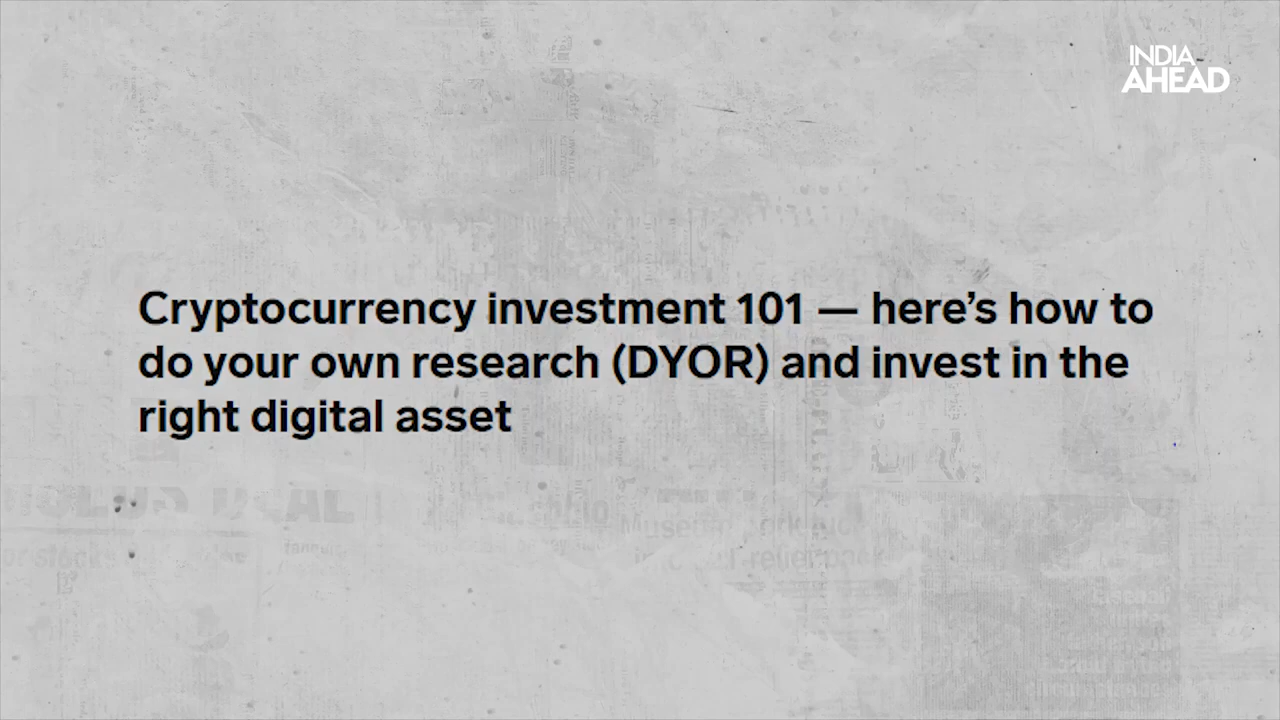 INDIA
AHEAD
Cryptocurrency investment 101 — here’s how to
do your own research (DYOR) and invest in the
right digital asset